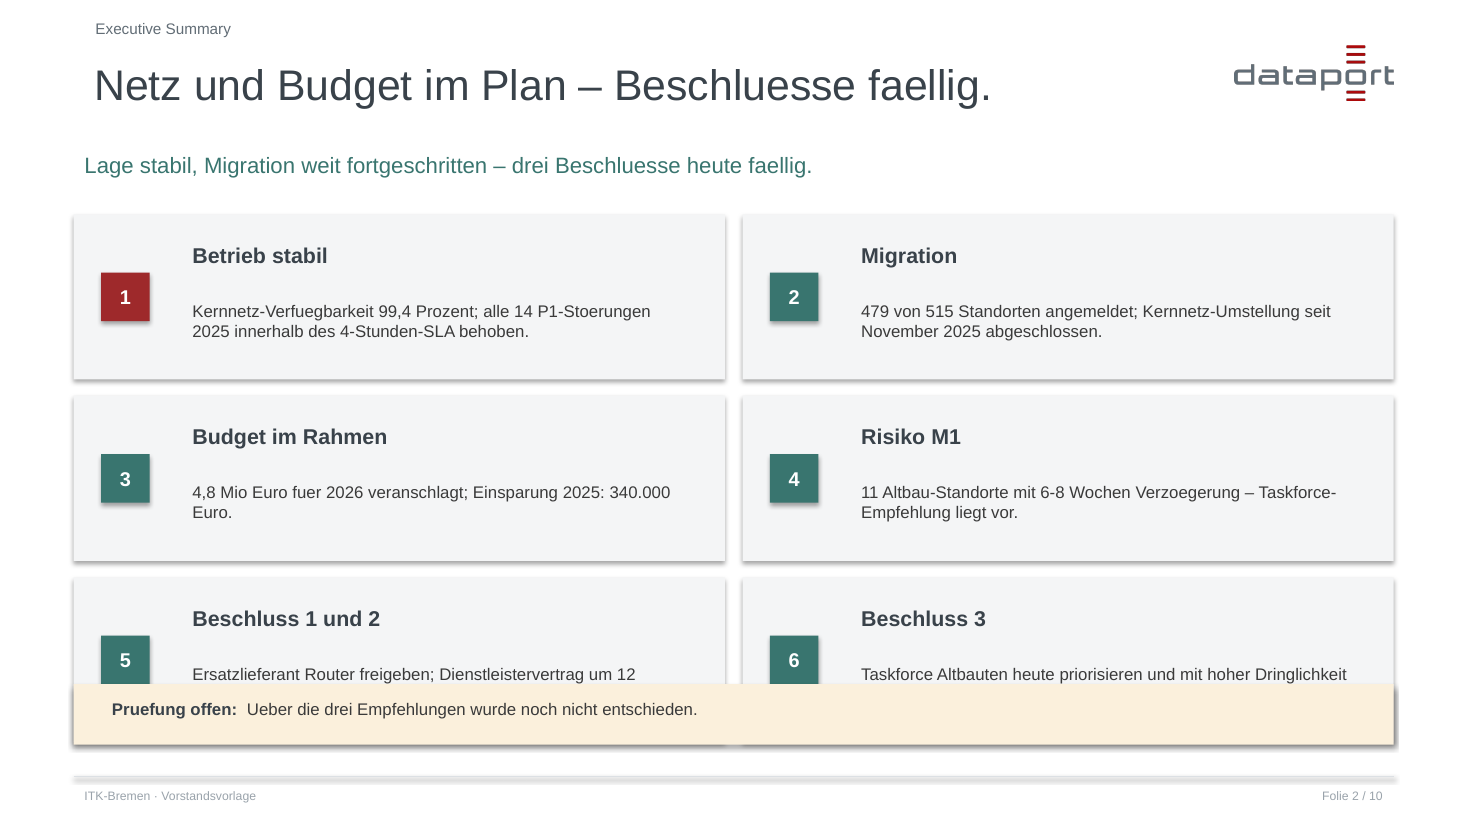 Executive Summary
Netz und Budget im Plan – Beschluesse faellig.
dataport
Lage stabil, Migration weit fortgeschritten – drei Beschluesse heute faellig.
1
Betrieb stabil
Kernnetz-Verfuegbarkeit 99,4 Prozent; alle 14 P1-Stoerungen
2025 innerhalb des 4-Stunden-SLA behoben.
2
Migration
479 von 515 Standorten angemeldet; Kernnetz-Umstellung seit
November 2025 abgeschlossen.
3
Budget im Rahmen
4,8 Mio Euro fuer 2026 veranschlagt; Einsparung 2025: 340.000
Euro.
4
Risiko M1
11 Altbau-Standorte mit 6-8 Wochen Verzoegerung – Taskforce-
Empfehlung liegt vor.
5
Beschluss 1 und 2
Ersatzlieferant Router freigeben; Dienstleistervertrag um 12
6
Beschluss 3
Taskforce Altbauten heute priorisieren und mit hoher Dringlichkeit
Pruefung offen: Ueber die drei Empfehlungen wurde noch nicht entschieden.
ITK-Bremen · Vorstandsvorlage
Folie 2 / 10